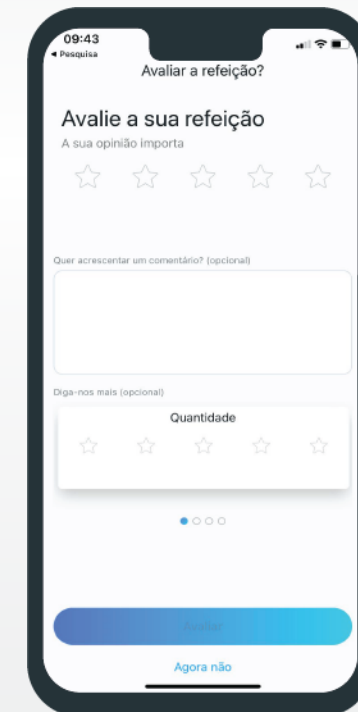 09:43
◀ Pesquisa
Avaliar a refeição?
Avalie a sua refeição
A sua opinião importa
Quer acrescentar um comentário? (opcional)
Diga-nos mais (opcional)
Quantidade
Avaliar
Agora não